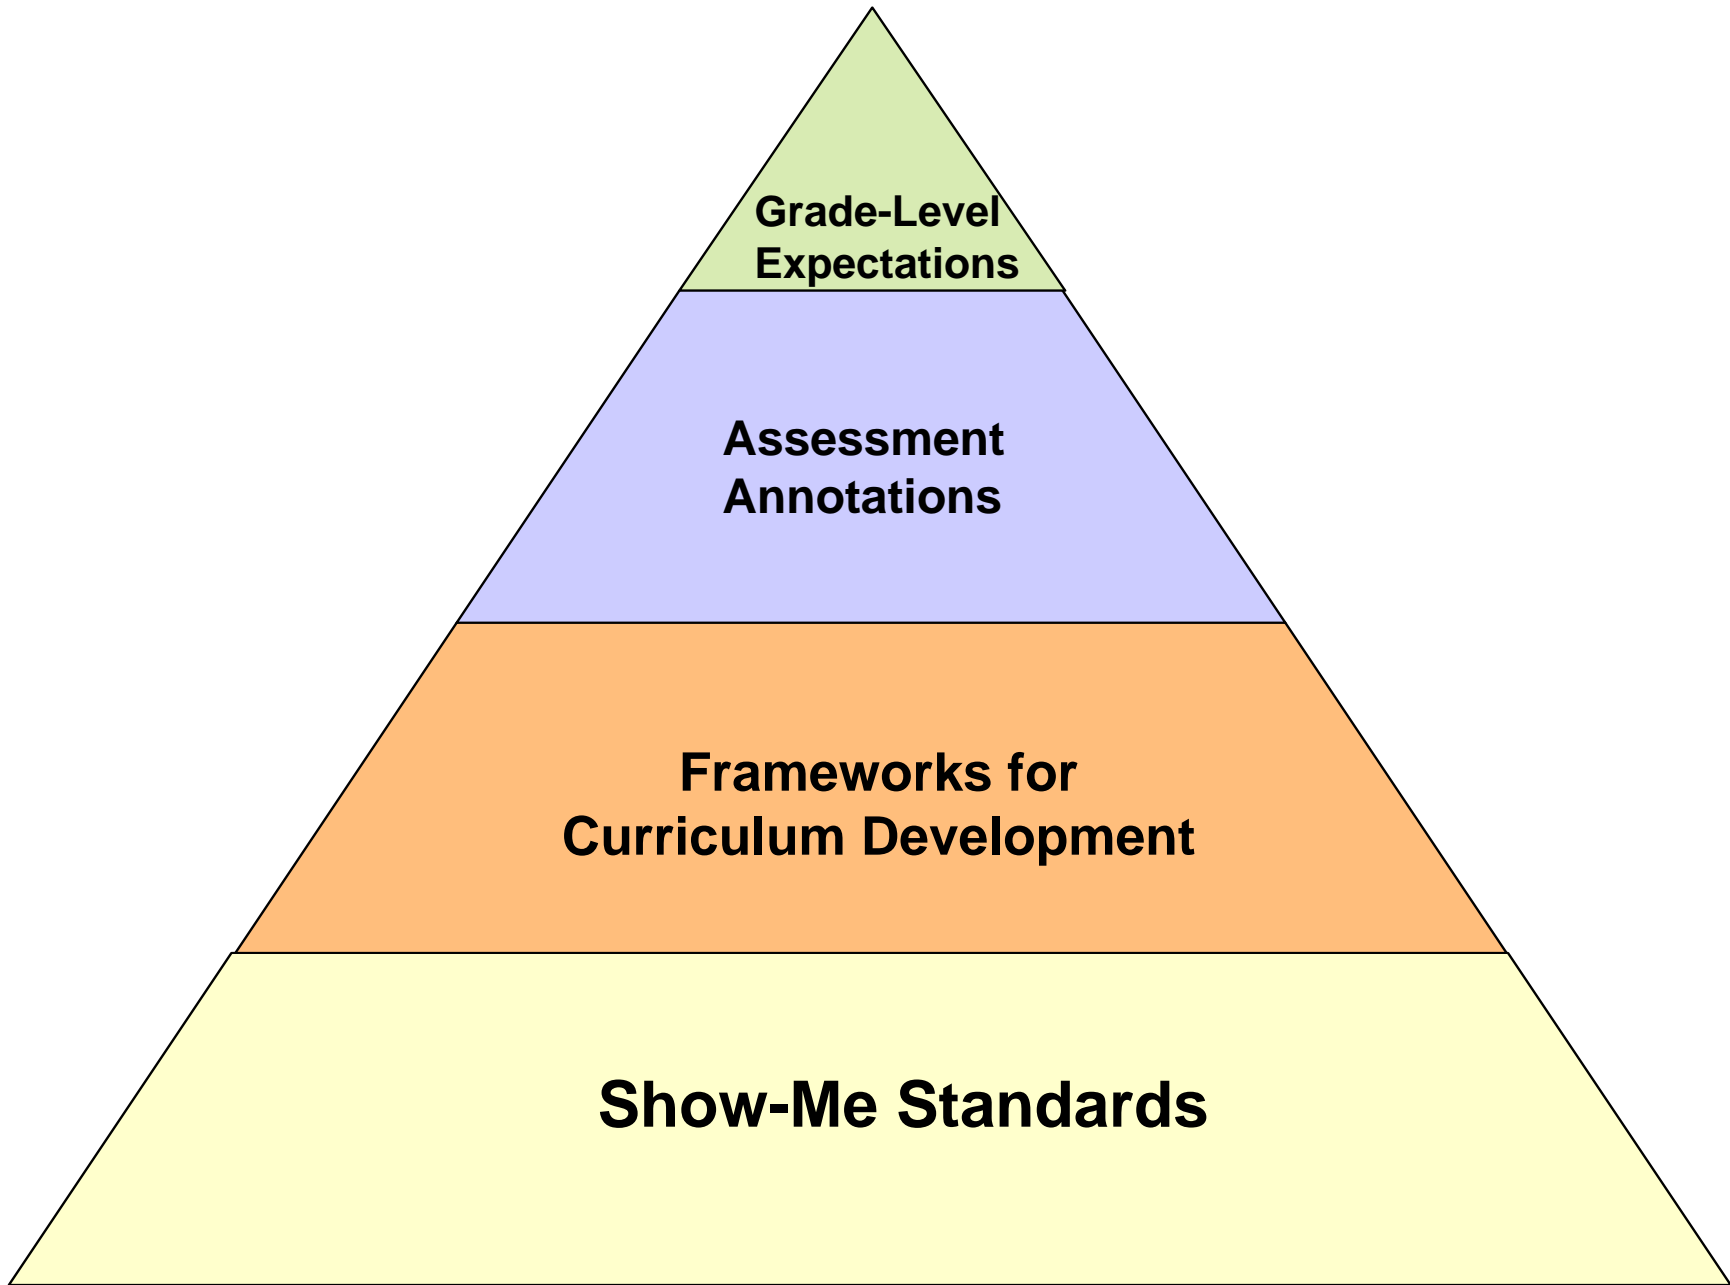 Grade-Level
Expectations
Assessment
Annotations
Frameworks for
Curriculum Development
Show-Me Standards